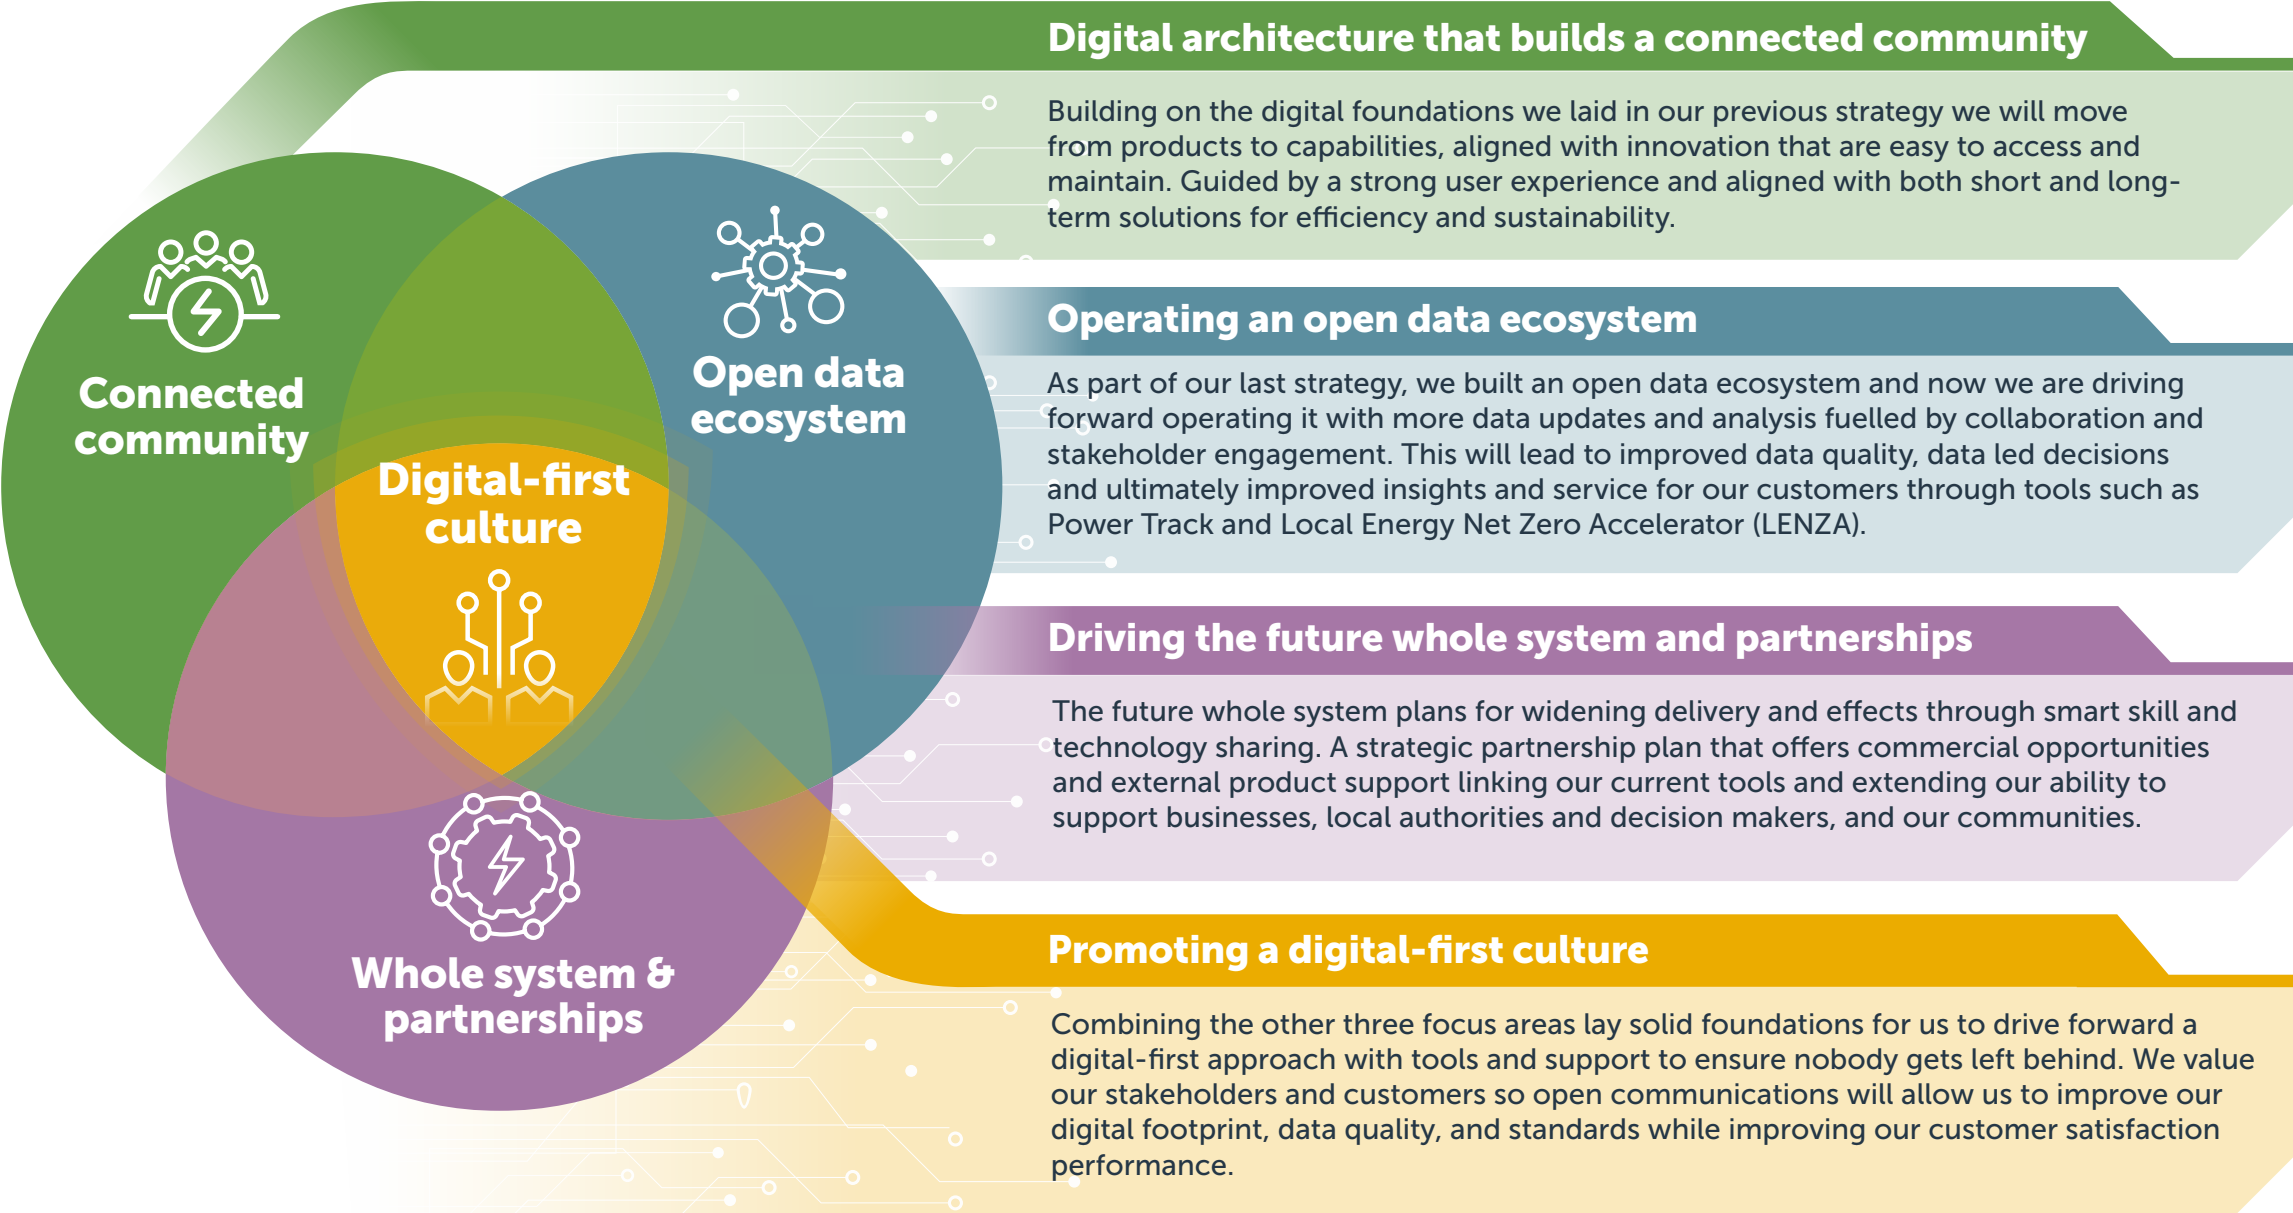 Digital architecture that builds a connected community
Building on the digital foundations we laid in our previous strategy we will move
from products to capabilities, aligned with innovation that are easy to access and
maintain. Guided by a strong user experience and aligned with both short and long-
term solutions for efficiency and sustainability.
Connected
community
Open data
ecosystem
Digital-first
culture
Whole system &
partnerships
Operating an open data ecosystem
As part of our last strategy, we built an open data ecosystem and now we are driving
forward operating it with more data updates and analysis fuelled by collaboration and
stakeholder engagement. This will lead to improved data quality, data led decisions
and ultimately improved insights and service for our customers through tools such as
Power Track and Local Energy Net Zero Accelerator (LENZA).
Driving the future whole system and partnerships
The future whole system plans for widening delivery and effects through smart skill and
technology sharing. A strategic partnership plan that offers commercial opportunities
and external product support linking our current tools and extending our ability to
support businesses, local authorities and decision makers, and our communities.
Promoting a digital-first culture
Combining the other three focus areas lay solid foundations for us to drive forward a
digital-first approach with tools and support to ensure nobody gets left behind. We value
our stakeholders and customers so open communications will allow us to improve our
digital footprint, data quality, and standards while improving our customer satisfaction
performance.